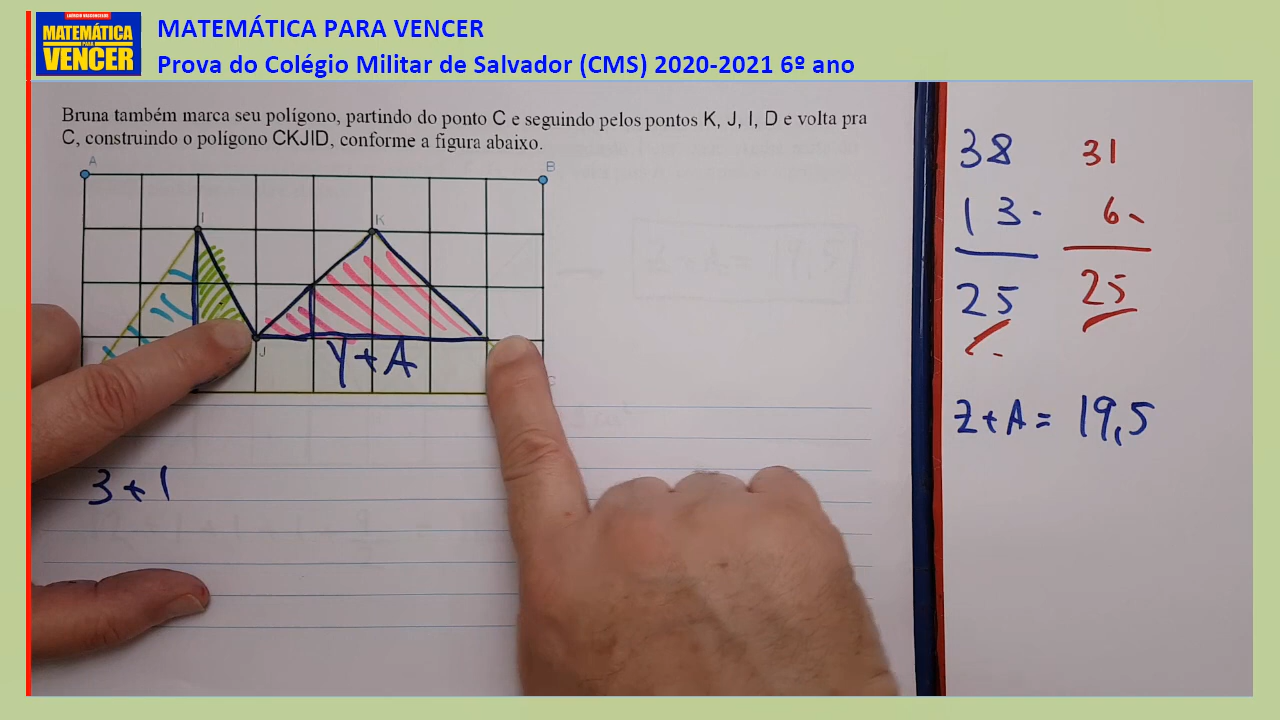 LAÉRCIO VASCONCELOS
MATEMÁTICA
PARA
VENCER
MATEMÁTICA PARA VENCER
Prova do Colégio Militar de Salvador (CMS) 2020-2021 6º ano
Bruna também marca seu polígono, partindo do ponto C e seguindo pelos pontos K, J, I, D e volta pra
C, construindo o polígono CKJID, conforme a figura abaixo.
A
B
I
K
J
Y + A
3 + 1
38
13-
25
31
6-
25
Z + A = 19,5